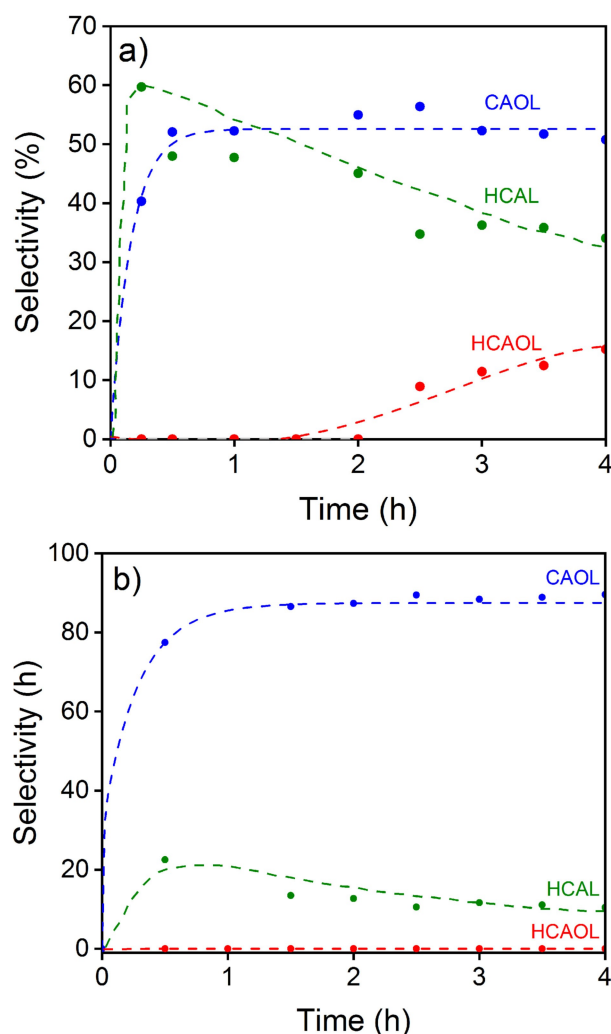 a)
70
60
50
40
30
20
10
0
Selectivity (%)
CAOL
HCAL
HCAOL
0 1 2 3 4
Time (h)
b)
100
80
60
40
20
0
Selectivity (h)
CAOL
HCAL
HCAOL
0 1 2 3 4
Time (h)